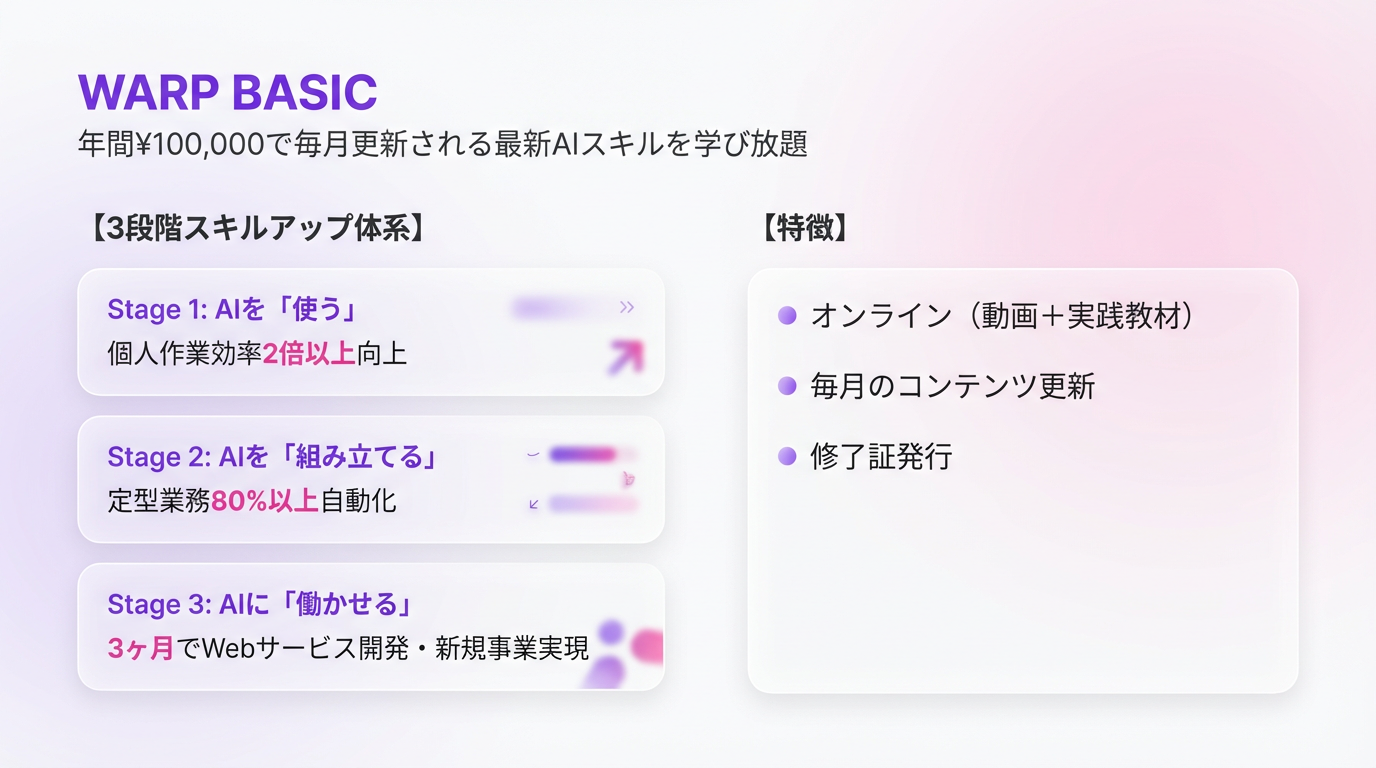 WARP BASIC
年間¥100,000で毎月更新される最新AIスキルを学び放題
【3段階スキルアップ体系】
Stage 1: AIを「使う」
個人作業効率2倍以上向上
Stage 2: AIを「組み立てる」
定型業務80%以上自動化
Stage 3: AIに「働かせる」
3ヶ月でWebサービス開発・新規事業実現
【特徴】
オンライン（動画＋実践教材）
毎月のコンテンツ更新
修了証発行